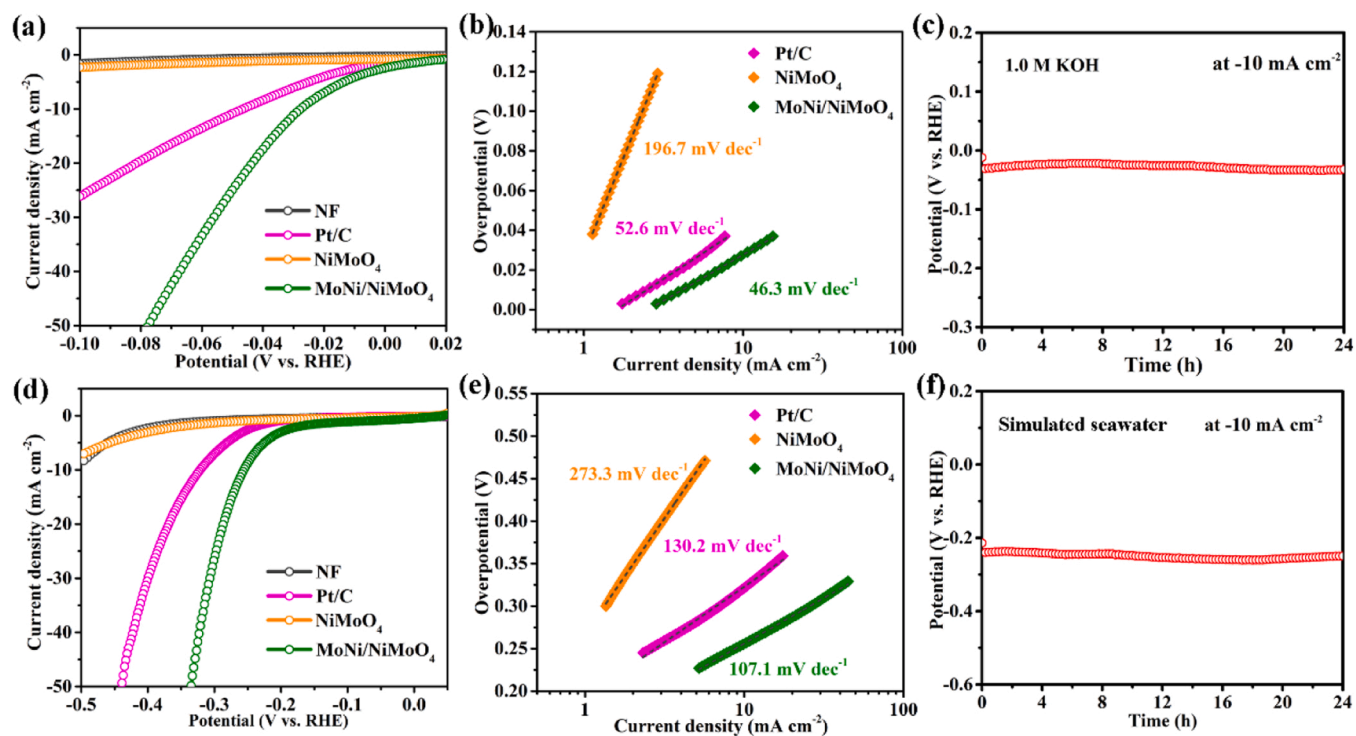 (a)
0
-10
-20
-30
-40
-50
Current density (mA cm⁻²)
NF
Pt/C
NiMoO₄
MoNi/NiMoO₄
-0.10 -0.08 -0.06 -0.04 -0.02 0.00 0.02
Potential (V vs. RHE)
(b)
0.14
0.12
0.10
0.08
0.06
0.04
0.02
0.00
Overpotential (V)
Pt/C
NiMoO₄
MoNi/NiMoO₄
196.7 mV dec⁻¹
52.6 mV dec⁻¹
46.3 mV dec⁻¹
1 10 100
Current density (mA cm⁻²)
(c)
0.2
0.1
0.0
-0.1
-0.2
-0.3
Potential (V vs. RHE)
1.0 M KOH at -10 mA cm⁻²
0 4 8 12 16 20 24
Time (h)
(d)
0
-10
-20
-30
-40
-50
Current density (mA cm⁻²)
NF
Pt/C
NiMoO₄
MoNi/NiMoO₄
-0.5 -0.4 -0.3 -0.2 -0.1 0.0
Potential (V vs. RHE)
(e)
0.55
0.50
0.45
0.40
0.35
0.30
0.25
0.20
Overpotential (V)
Pt/C
NiMoO₄
MoNi/NiMoO₄
273.3 mV dec⁻¹
130.2 mV dec⁻¹
107.1 mV dec⁻¹
1 10 100
Current density (mA cm⁻²)
(f)
0.2
0.0
-0.2
-0.4
-0.6
Potential (V vs. RHE)
Simulated seawater at -10 mA cm⁻²
0 4 8 12 16 20 24
Time (h)